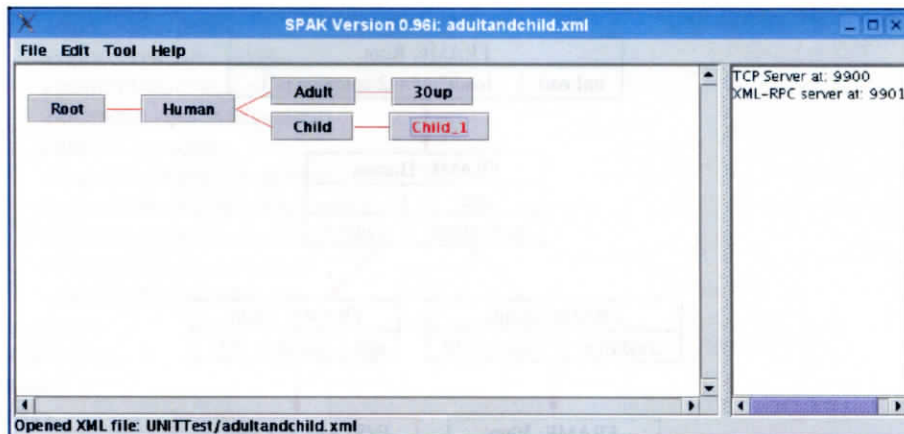 SPAK Version 0.96i: adultandchild.xml
File Edit Tool Help
Root
Human
Adult
30up
Child
Child_1
TCP Server at: 9900
XML-RPC server at: 9901
Opened XML file: UNITTest/adultandchild.xml